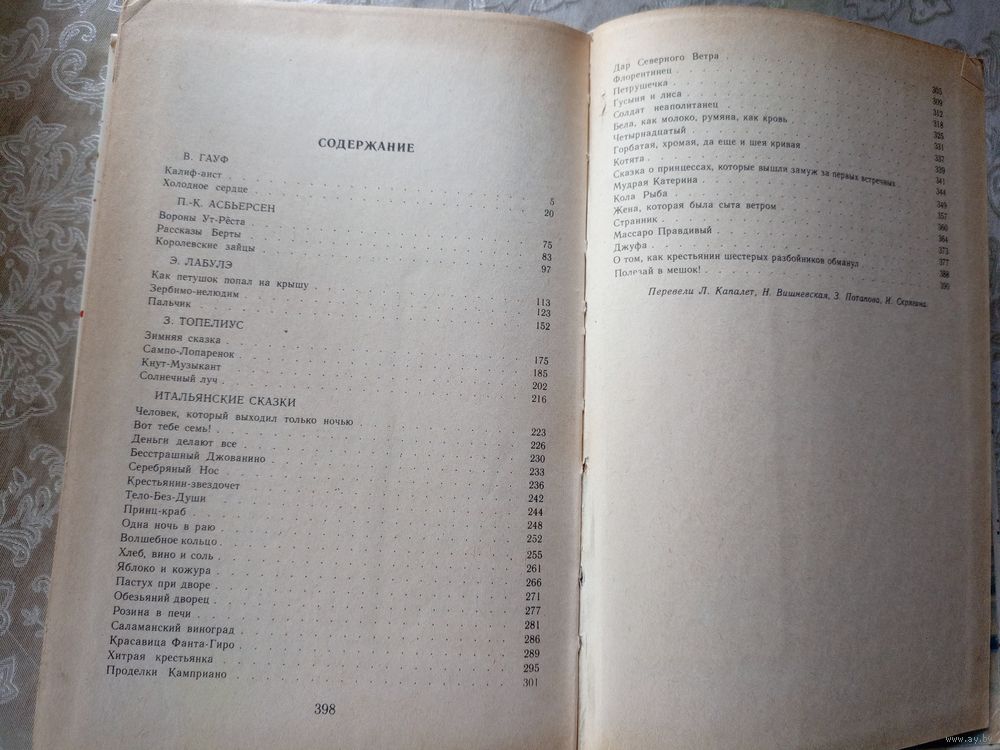 СОДЕРЖАНИЕ
В. ГАУФ
Калиф-аист 5
Холодное сердце 20
П.-К. АСБЬЕРСЕН
Вороны Ут-Рёста 75
Рассказы Берты 83
Королевские зайцы 97
Э. ЛАБУЛЭ
Как петушок попал на крышу 113
Зербино-нелюдим 123
Пальчик 152
З. ТОПЕЛИУС
Зимняя сказка 175
Сампо-Лопаренок 185
Кнут-Музыкант 202
Солнечный луч 216
ИТАЛЬЯНСКИЕ СКАЗКИ
Человек, который выходил только ночью 223
Вот тебе семь! 226
Деньги делают все 230
Бесстрашный Джованино 233
Серебряный Нос 236
Крестьянин-звездочет 242
Тело-Без-Души 244
Принц-краб 248
Одна ночь в раю 252
Волшебное кольцо 255
Хлеб, вино и соль 261
Яблоко и кожура 266
Пастух при дворе 271
Обезьяний дворец 277
Розина в печи 281
Саламанский виноград 286
Красавица Фанта-Гиро 289
Хитрая крестьянка 295
Проделки Камприано 301
398
Дар Северного Ветра 305
Флорентинец 309
Петрушечка 312
Гусыня и лиса 318
Солдат неаполитанец 325
Бела, как молоко, румяна, как кровь 331
Четырнадцатый 337
Горбатая, хромая, да еще и шея кривая 339
Котята 341
Сказка о принцессах, которые вышли замуж за первых встречных 344
Мудрая Катерина 349
Кола Рыба 357
Жена, которая была сыта ветром 360
Странник 364
Массаро Правдивый 373
Джуфа 377
О том, как крестьянин шестерых разбойников обманул 388
Полезай в мешок! 390
Перевели Л. Капалет, Н. Вишневская, З. Потапова, И. Скрягина.
www.ay.by